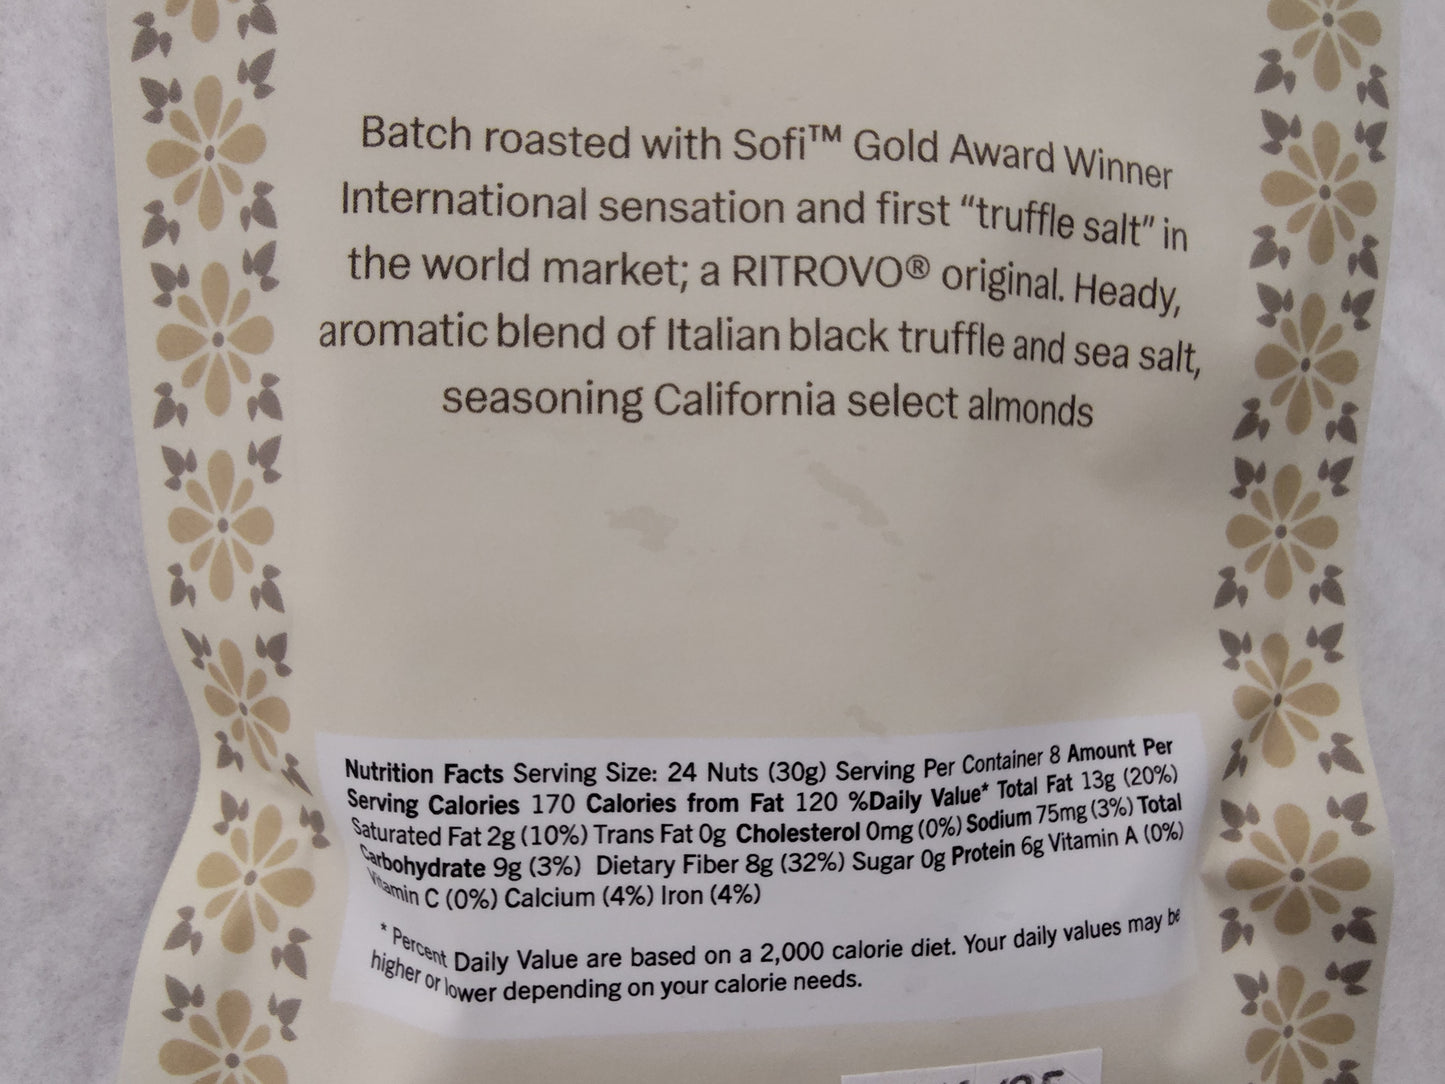 Batch roasted with Sofi™ Gold Award Winner
International sensation and first “truffle salt” in
the world market; a RITROVO® original. Heady,
aromatic blend of Italian black truffle and sea salt,
seasoning California select almonds
Nutrition Facts Serving Size: 24 Nuts (30g) Serving Per Container 8 Amount Per
Serving Calories 170 Calories from Fat 120 %Daily Value* Total Fat 13g (20%)
Saturated Fat 2g (10%) Trans Fat 0g Cholesterol 0mg (0%) Sodium 75mg (3%) Total
Carbohydrate 9g (3%) Dietary Fiber 8g (32%) Sugar 0g Protein 6g Vitamin A (0%)
Vitamin C (0%) Calcium (4%) Iron (4%)
* Percent Daily Value are based on a 2,000 calorie diet. Your daily values may be
higher or lower depending on your calorie needs.